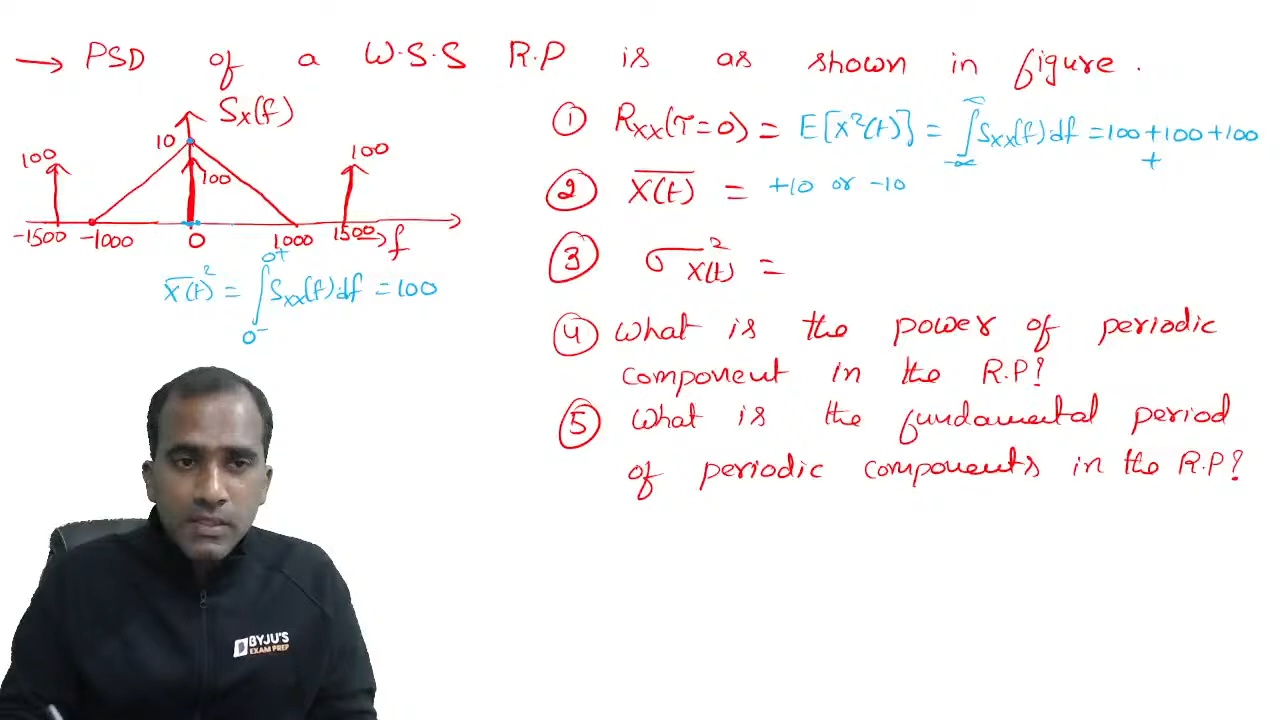 → PSD of a W.S.S R.P is as shown in figure.
Sx(f)
10
100
100
100
-1500 -1000 0 1000 1500 → f
X(t)² = ∫0-^0+ Sxx(f)df = 100
① Rxx(τ=0) = E[X²(t)] = ∫-∞^∞ Sxx(f)df = 100+100+100
+
② X(t) = +10 or -10
③ σ²x(t) =
④ What is the power of periodic
component in the R.P?
⑤ What is the fundamental period
of periodic components in the R.P?
BYJU'S
EXAM PREP